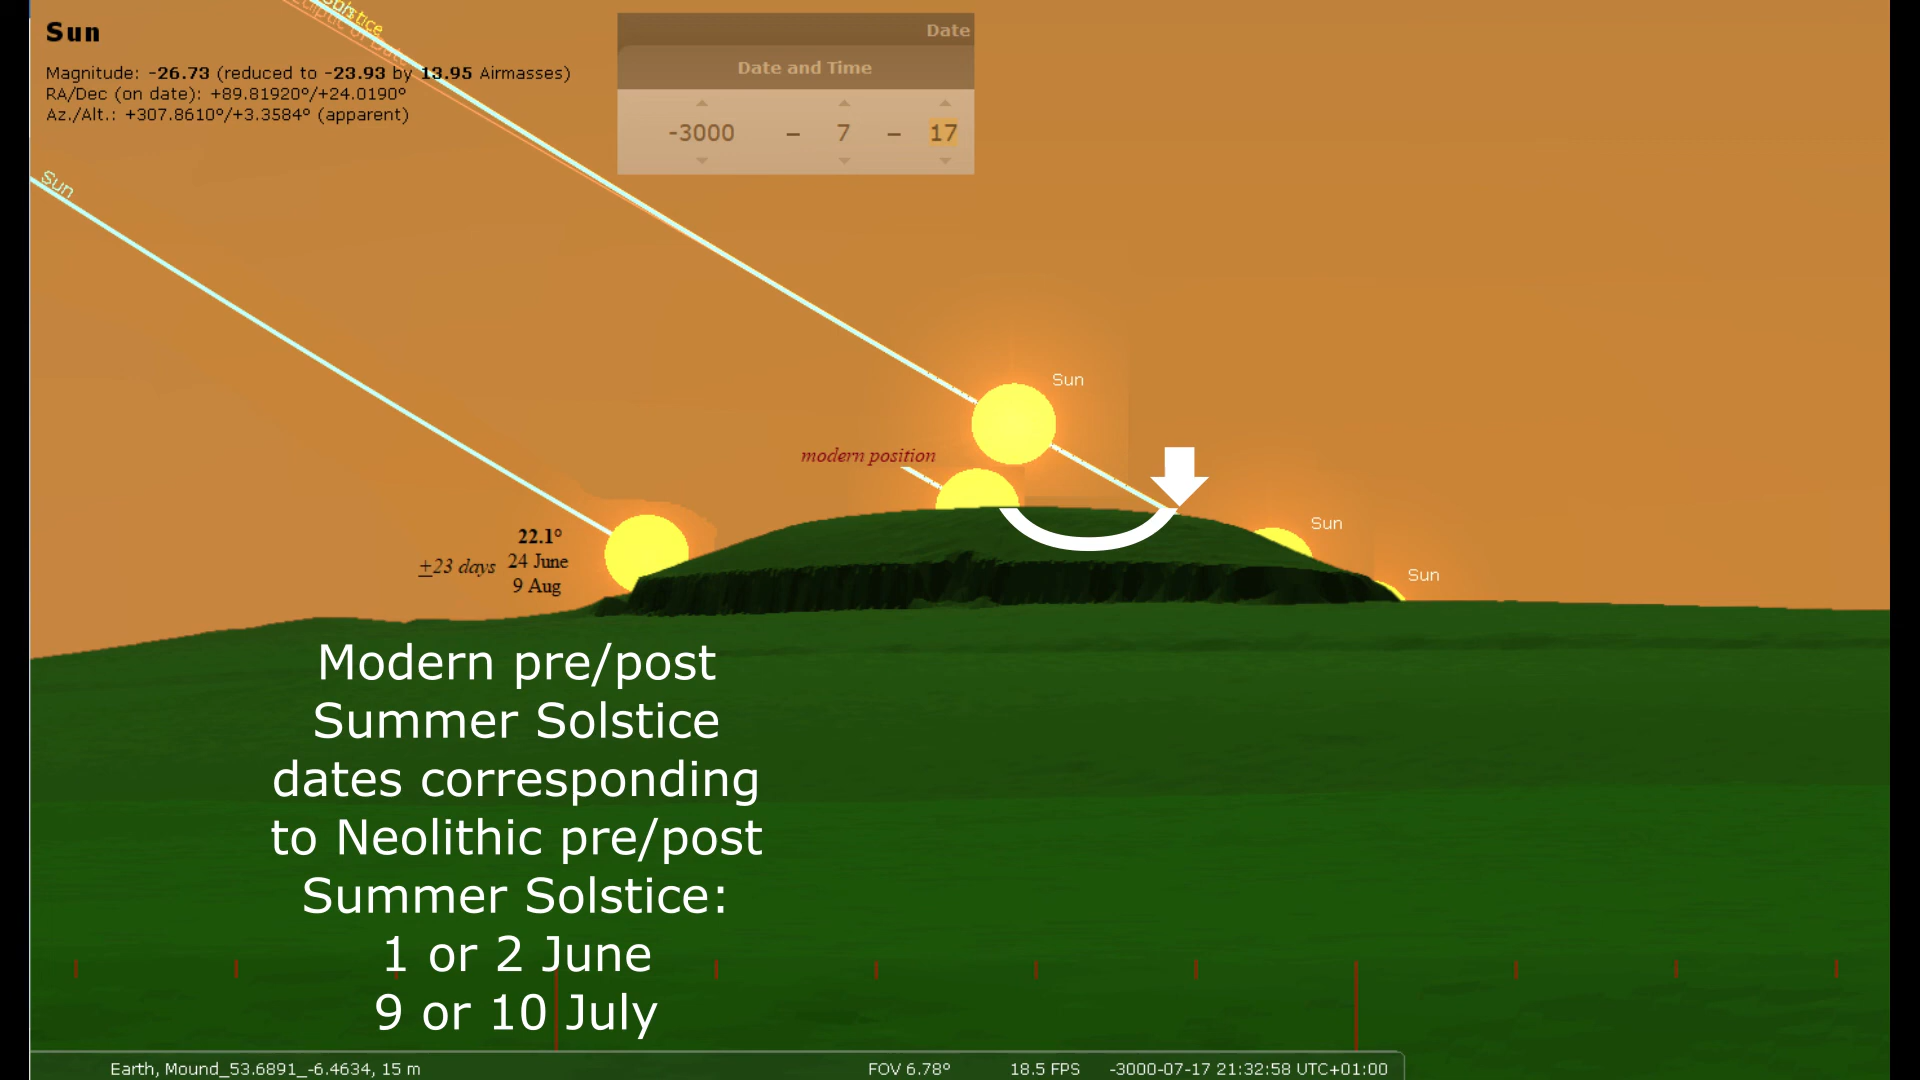 Solstice
Ecliptic of Date
Sun
Magnitude: -26.73 (reduced to -23.93 by 13.95 Airmasses)
RA/Dec (on date): +89.81920°/+24.0190°
Az./Alt.: +307.8610°/+3.3584° (apparent)
Date
Date and Time
-3000 – 7 – 17
Sun
Sun
modern position
Sun
Sun
22.1°
±23 days
24 June
9 Aug
Modern pre/post
Summer Solstice
dates corresponding
to Neolithic pre/post
Summer Solstice:
1 or 2 June
9 or 10 July
Earth, Mound_53.6891_-6.4634, 15 m
FOV 6.78°
18.5 FPS
-3000-07-17 21:32:58 UTC+01:00